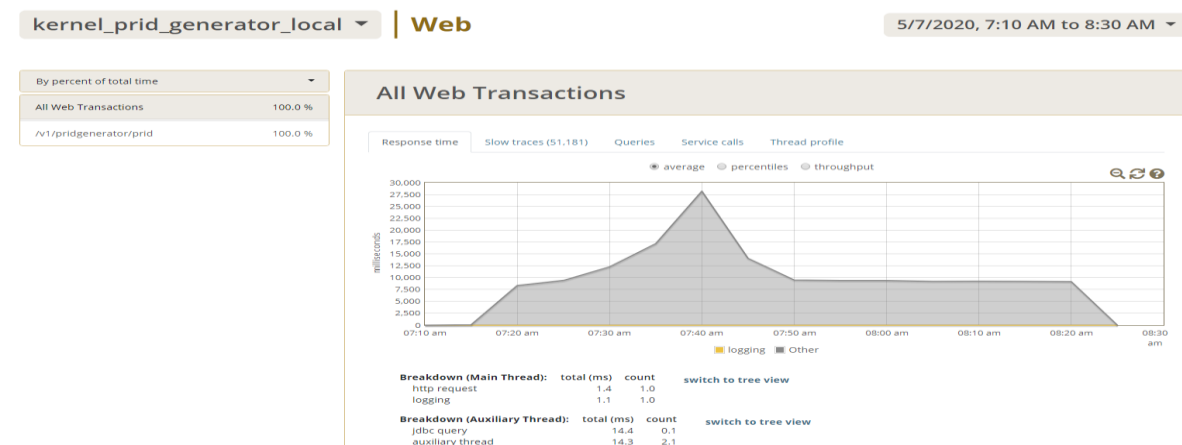 kernel_prid_generator_local Web
5/7/2020, 7:10 AM to 8:30 AM
By percent of total time
All Web Transactions 100.0 %
/v1/pridgenerator/prid 100.0 %
All Web Transactions
Response time Slow traces (51,181) Queries Service calls Thread profile
average percentiles throughput
30,000
27,500
25,000
22,500
20,000
17,500
15,000
12,500
10,000
7,500
5,000
2,500
0
milliseconds
07:10 am 07:20 am 07:30 am 07:40 am 07:50 am 08:00 am 08:10 am 08:20 am 08:30 am
logging Other
Breakdown (Main Thread): total (ms) count switch to tree view
http request 1.4 1.0
logging 1.1 1.0
Breakdown (Auxiliary Thread): total (ms) count switch to tree view
jdbc query 14.4 0.1
auxiliary thread 14.3 2.1